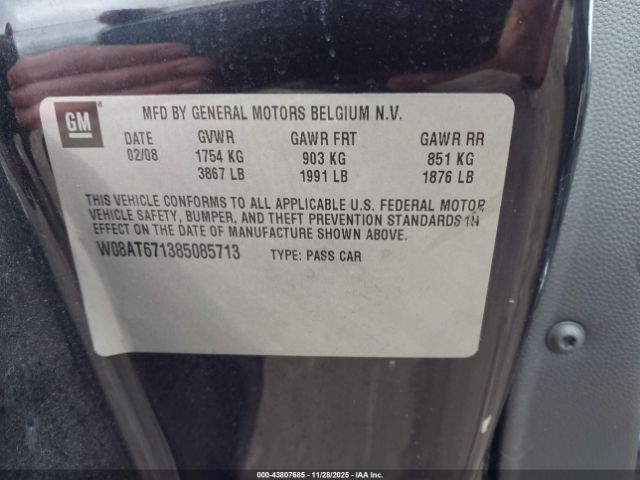 GM
MFD BY GENERAL MOTORS BELGIUM N.V.
DATE GVWR GAWR FRT GAWR RR
02/08 1754 KG 903 KG 851 KG
3867 LB 1991 LB 1876 LB
THIS VEHICLE CONFORMS TO ALL APPLICABLE U.S. FEDERAL MOTOR
VEHICLE SAFETY, BUMPER, AND THEFT PREVENTION STANDARDS IN
EFFECT ON THE DATE OF MANUFACTURE SHOWN ABOVE.
W08AT671385085713 TYPE: PASS CAR
© ONE-43807685 - 11/28/2025 - IAA, Inc.